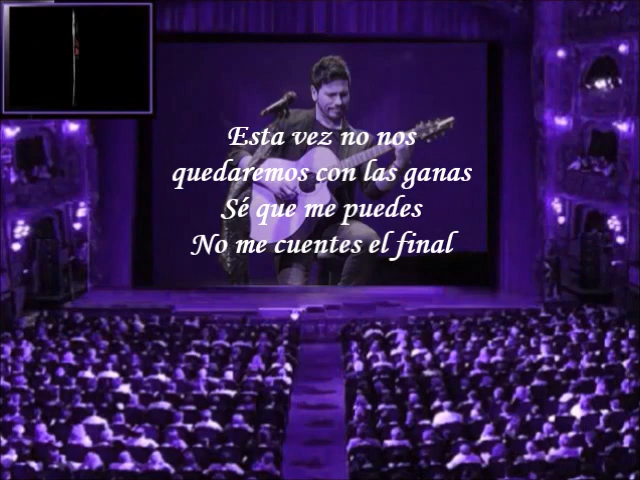 Esta vez no nos
quedaremos con las ganas
Sé que me puedes
No me cuentes el final